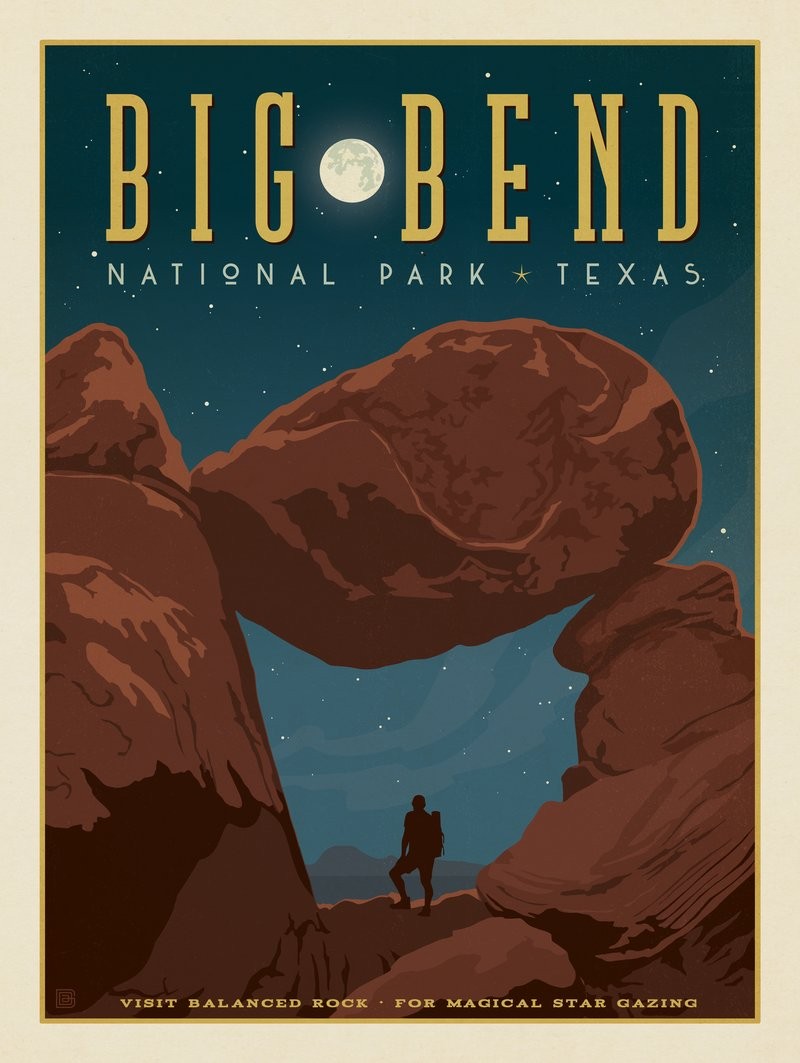 BIG BEND
NATIONAL PARK ★ TEXAS
VISIT BALANCED ROCK · FOR MAGICAL STAR GAZING